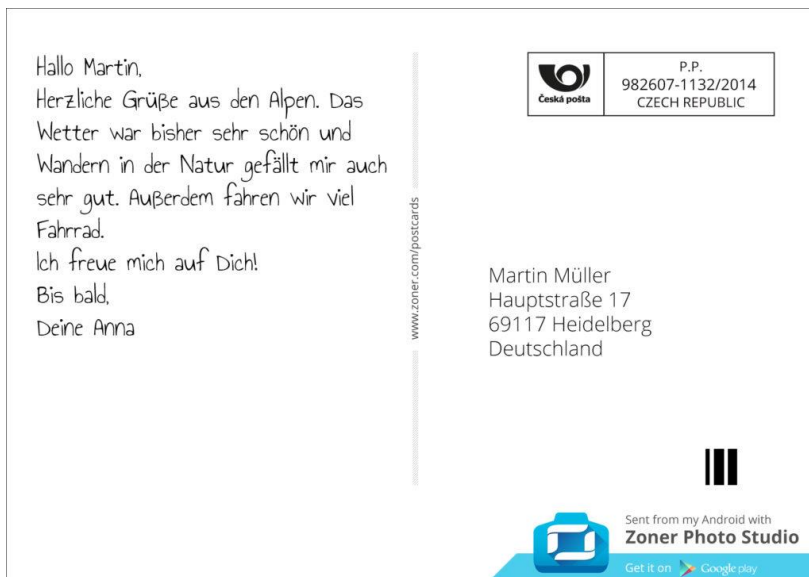 Hallo Martin,
Herzliche Grüße aus den Alpen. Das
Wetter war bisher sehr schön und
Wandern in der Natur gefällt mir auch
sehr gut. Außerdem fahren wir viel
Fahrrad.
Ich freue mich auf Dich!
Bis bald,
Deine Anna
www.zoner.com/postcards
Česká pošta
P.P.
982607-1132/2014
CZECH REPUBLIC
Martin Müller
Hauptstraße 17
69117 Heidelberg
Deutschland
Sent from my Android with
Zoner Photo Studio
Get it on Google play